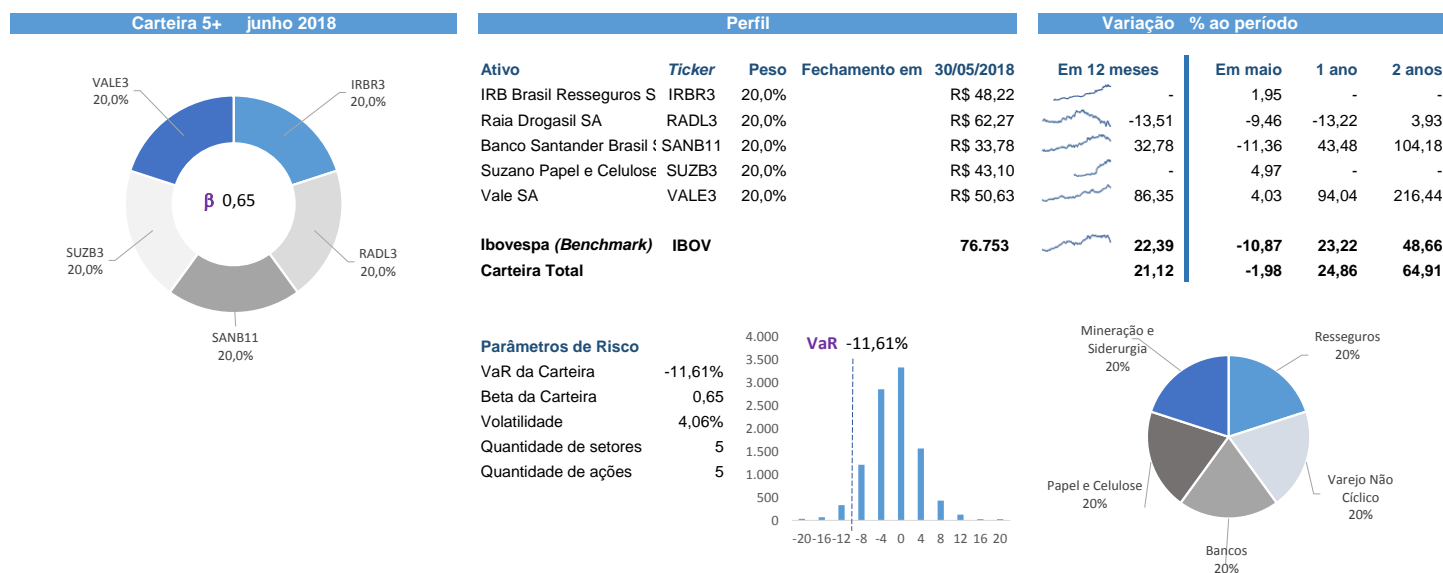 Carteira 5+ junho 2018
VALE3
20,0%
IRBR3
20,0%
β 0,65
SUZB3
20,0%
RADL3
20,0%
SANB11
20,0%
Perfil
Ativo Ticker Peso Fechamento em 30/05/2018
IRB Brasil Resseguros S IRBR3 20,0% R$ 48,22
Raia Drogasil SA RADL3 20,0% R$ 62,27
Banco Santander Brasil SANB11 20,0% R$ 33,78
Suzano Papel e Celulose SUZB3 20,0% R$ 43,10
Vale SA VALE3 20,0% R$ 50,63
Ibovespa (Benchmark) IBOV 76.753
Carteira Total
Variação % ao período
Em 12 meses Em maio 1 ano 2 anos
- 1,95 - -
-13,51 -9,46 -13,22 3,93
32,78 -11,36 43,48 104,18
- 4,97 - -
86,35 4,03 94,04 216,44
22,39 -10,87 23,22 48,66
21,12 -1,98 24,86 64,91
Parâmetros de Risco
VaR da Carteira -11,61%
Beta da Carteira 0,65
Volatilidade 4,06%
Quantidade de setores 5
Quantidade de ações 5
VaR -11,61%
4.000
3.500
3.000
2.500
2.000
1.500
1.000
500
0
-20 -16 -12 -8 -4 0 4 8 12 16 20
Mineração e
Siderurgia
20%
Resseguros
20%
Papel e Celulose
20%
Varejo Não
Cíclico
20%
Bancos
20%